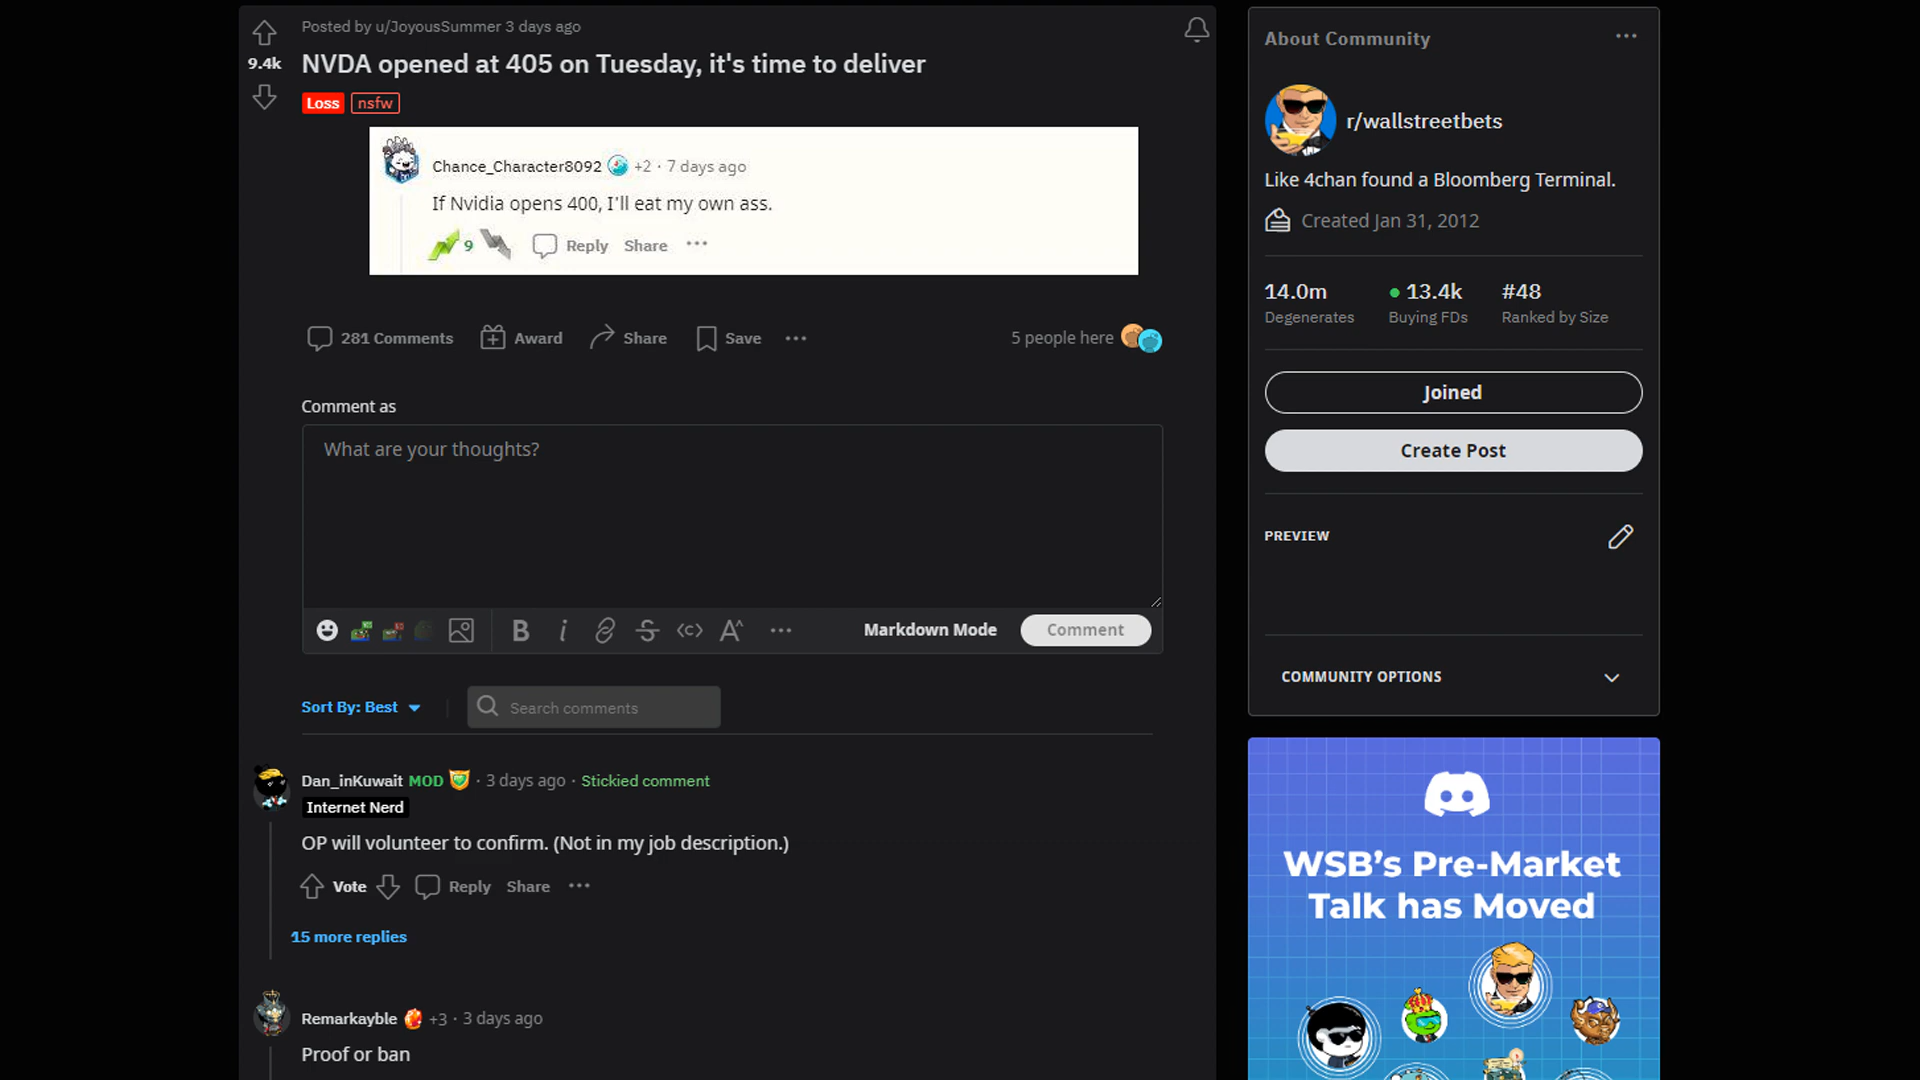 Posted by u/JoyousSummer 3 days ago
9.4k
NVDA opened at 405 on Tuesday, it's time to deliver
Loss nsfw
Chance_Character8092 +2 · 7 days ago
If Nvidia opens 400, I'll eat my own ass.
9 Reply Share ···
281 Comments Award Share Save ···
5 people here
Comment as
What are your thoughts?
B i A^ ··· Markdown Mode Comment
Sort By: Best Search comments
Dan_inKuwait MOD · 3 days ago · Stickied comment
Internet Nerd
OP will volunteer to confirm. (Not in my job description.)
Vote Reply Share ···
15 more replies
Remarkayble +3 · 3 days ago
Proof or ban
About Community ···
r/wallstreetbets
Like 4chan found a Bloomberg Terminal.
Created Jan 31, 2012
14.0m 13.4k #48
Degenerates Buying FDs Ranked by Size
Joined
Create Post
PREVIEW
COMMUNITY OPTIONS
WSB's Pre-Market
Talk has Moved